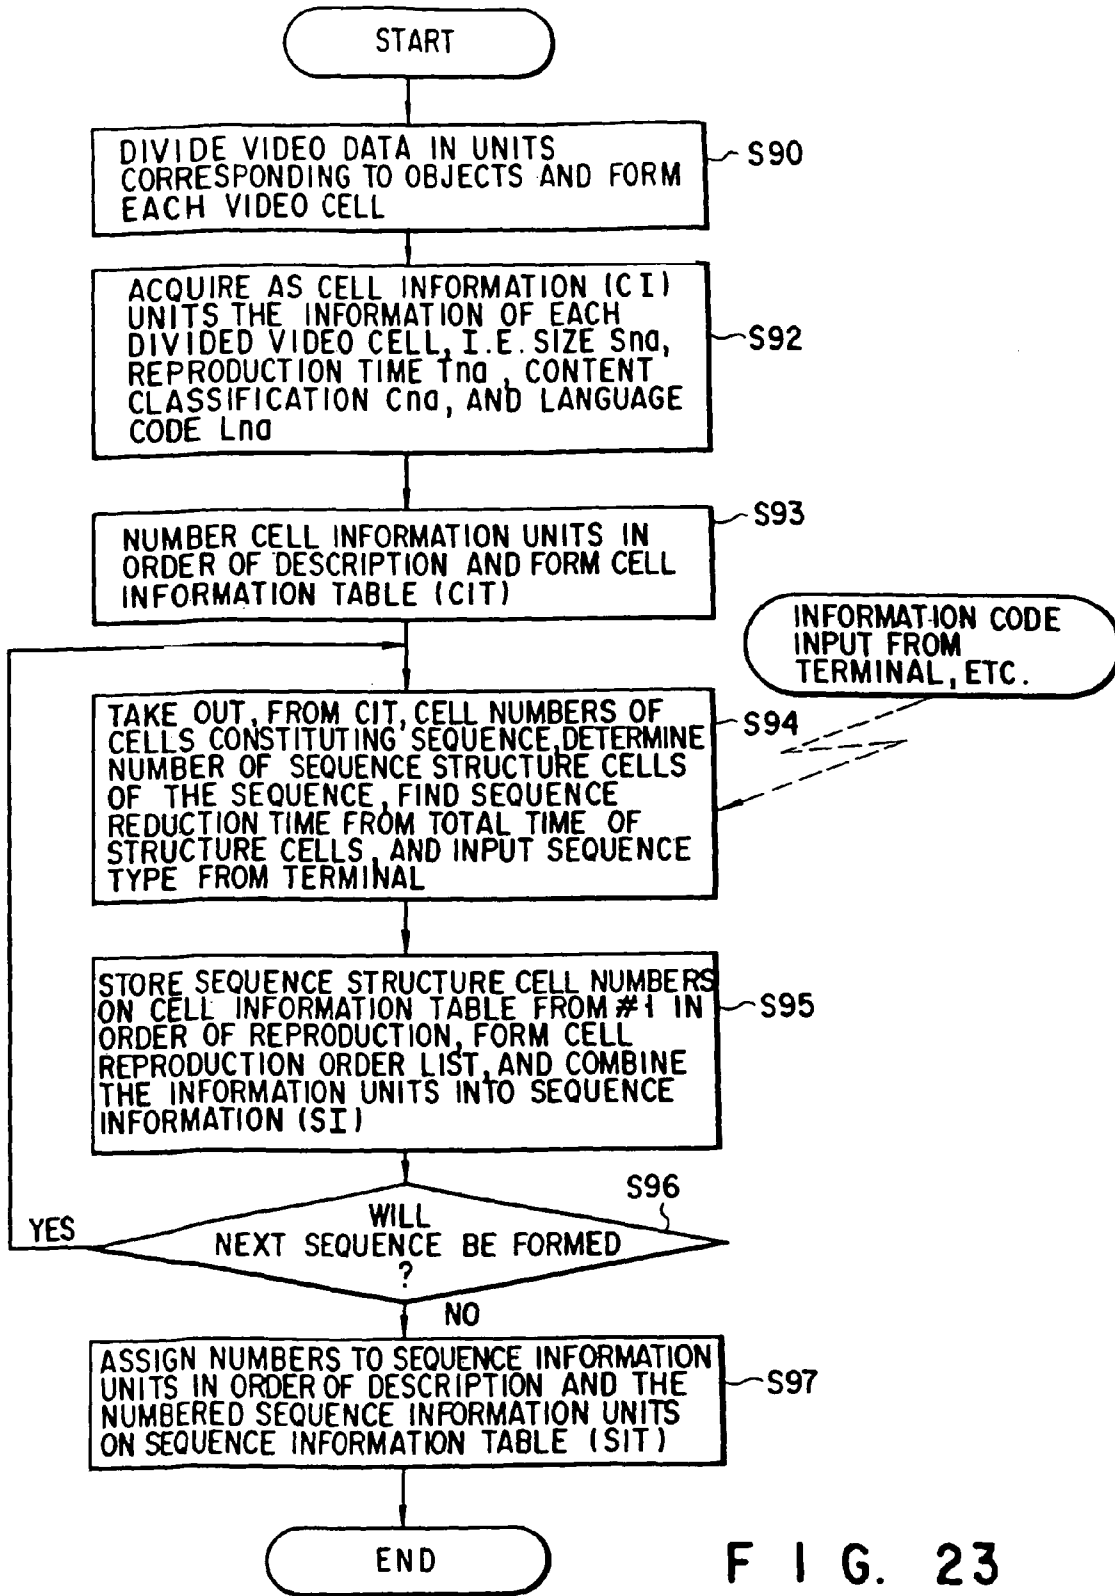 START
DIVIDE VIDEO DATA IN UNITS
CORRESPONDING TO OBJECTS AND FORM
EACH VIDEO CELL
S90
ACQUIRE AS CELL INFORMATION (CI)
UNITS THE INFORMATION OF EACH
DIVIDED VIDEO CELL, I.E. SIZE Sna,
REPRODUCTION TIME Tna, CONTENT
CLASSIFICATION Cna, AND LANGUAGE
CODE Lna
S92
NUMBER CELL INFORMATION UNITS IN
ORDER OF DESCRIPTION AND FORM CELL
INFORMATION TABLE (CIT)
S93
INFORMATION CODE
INPUT FROM
TERMINAL, ETC.
TAKE OUT, FROM CIT, CELL NUMBERS OF
CELLS CONSTITUTING SEQUENCE, DETERMINE
NUMBER OF SEQUENCE STRUCTURE CELLS
OF THE SEQUENCE, FIND SEQUENCE
REDUCTION TIME FROM TOTAL TIME OF
STRUCTURE CELLS, AND INPUT SEQUENCE
TYPE FROM TERMINAL
S94
STORE SEQUENCE STRUCTURE CELL NUMBERS
ON CELL INFORMATION TABLE FROM #1 IN
ORDER OF REPRODUCTION, FORM CELL
REPRODUCTION ORDER LIST, AND COMBINE
THE INFORMATION UNITS INTO SEQUENCE
INFORMATION (SI)
S95
S96
WILL
NEXT SEQUENCE BE FORMED
?
YES
NO
ASSIGN NUMBERS TO SEQUENCE INFORMATION
UNITS IN ORDER OF DESCRIPTION AND THE
NUMBERED SEQUENCE INFORMATION UNITS
ON SEQUENCE INFORMATION TABLE (SIT)
S97
END
FIG. 23